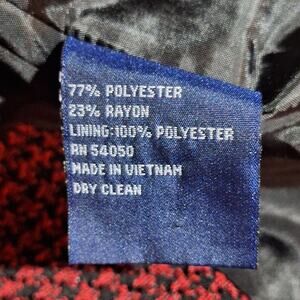 77% POLYESTER
23% RAYON
LINING:100% POLYESTER
RN 54050
MADE IN VIETNAM
DRY CLEAN